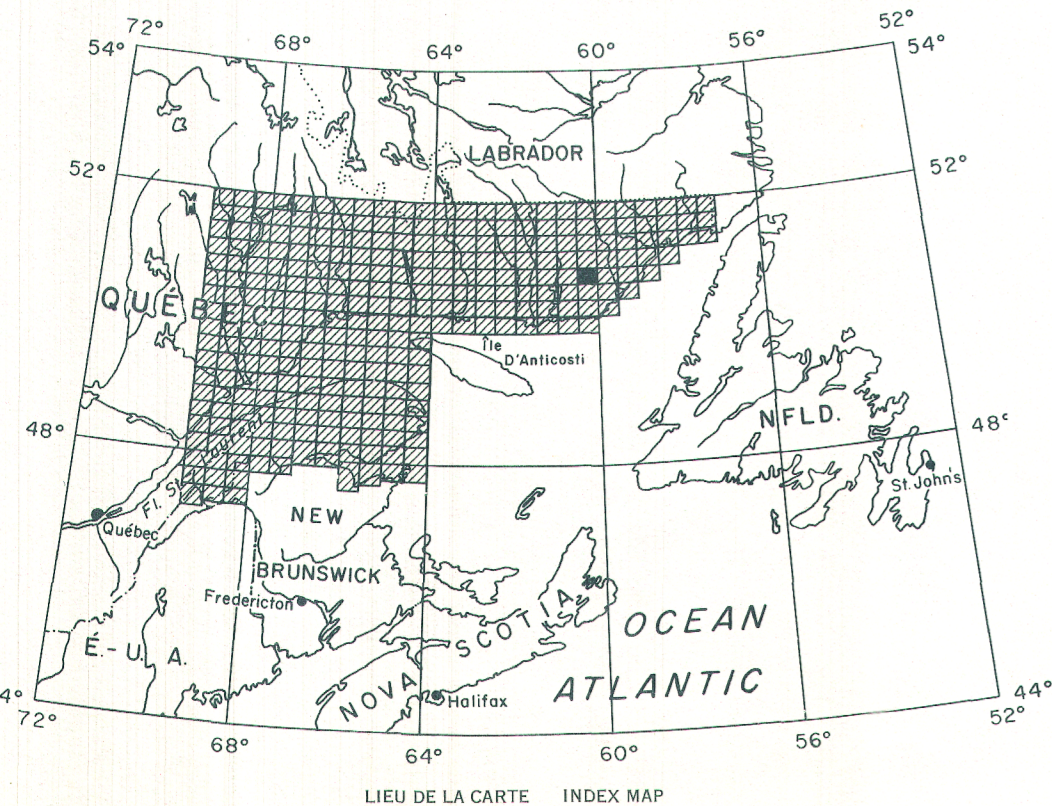 72° 68° 64° 60° 56° 52°
54° 54°
LABRADOR
52° 52°
QUÉBEC
Île
D'Anticosti
NFLD.
48° 48°
St. John's
Fl. St Laurent
Québec
NEW
BRUNSWICK
Fredericton
É.-U. A.
NOVA SCOTIA
Halifax
OCEAN
ATLANTIC
4° 44°
72° 68° 64° 60° 56° 52°
LIEU DE LA CARTE INDEX MAP